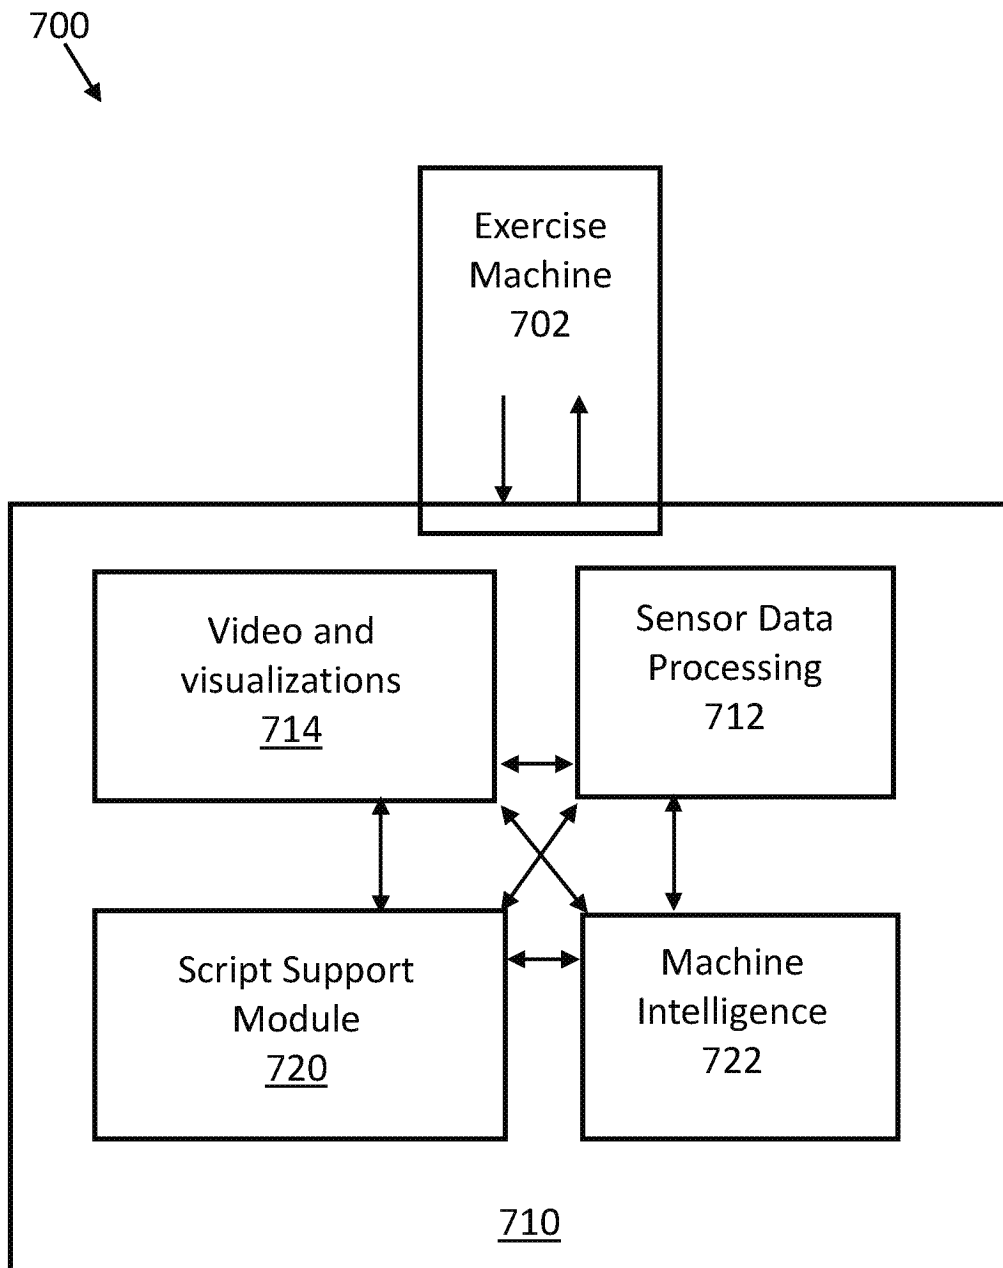 700
Exercise
Machine
702
Video and
visualizations
714
Sensor Data
Processing
712
Script Support
Module
720
Machine
Intelligence
722
710